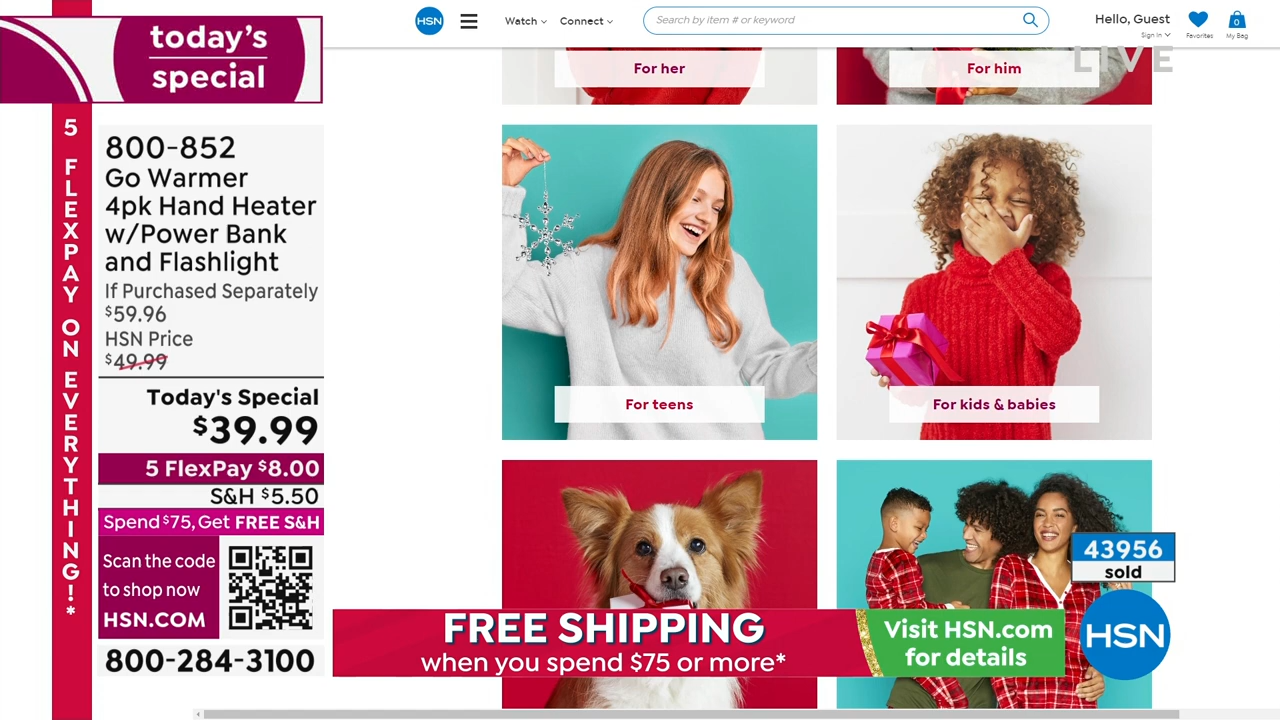 today's
special
5 FLEXPAY ON EVERYTHING!*
800-852
Go Warmer
4pk Hand Heater
w/Power Bank
and Flashlight
If Purchased Separately
$59.96
HSN Price
$49.99
Today's Special
$39.99
5 FlexPay $8.00
S&H $5.50
Spend $75, Get FREE S&H
Scan the code
to shop now
HSN.COM
800-284-3100
HSN
Watch
Connect
Search by item # or keyword
Hello, Guest
Sign in
Favorites
0
My Bag
LIVE
For her
For him
For teens
For kids & babies
43956
sold
FREE SHIPPING
when you spend $75 or more*
Visit HSN.com
for details
HSN